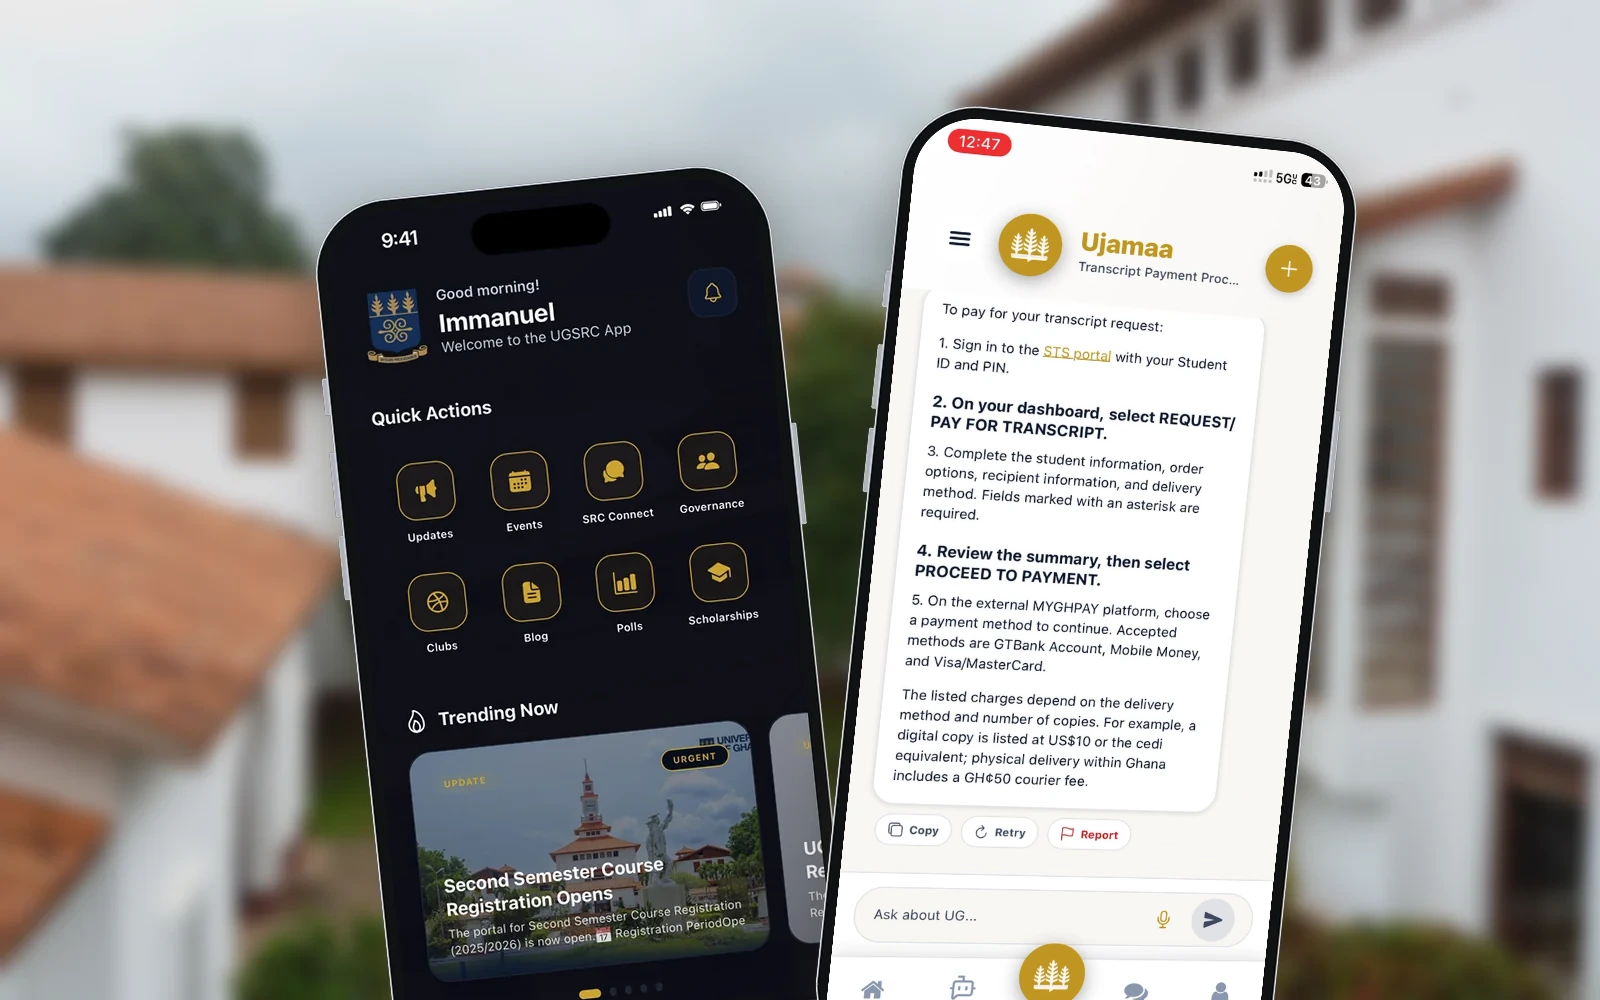 9:41
Good morning!
Immanuel
Welcome to the UGSRC App
Quick Actions
Updates
Events
SRC Connect
Governance
Clubs
Blog
Polls
Scholarships
Trending Now
UPDATE
URGENT
Second Semester Course
Registration Opens
The portal for Second Semester Course Registration
(2025/2026) is now open. Registration PeriodOpe
12:47
5G
43
Ujamaa
Transcript Payment Proc...
To pay for your transcript request:
1. Sign in to the STS portal with your Student
ID and PIN.
2. On your dashboard, select REQUEST/
PAY FOR TRANSCRIPT.
3. Complete the student information, order
options, recipient information, and delivery
method. Fields marked with an asterisk are
required.
4. Review the summary, then select
PROCEED TO PAYMENT.
5. On the external MYGHPAY platform, choose
a payment method to continue. Accepted
methods are GTBank Account, Mobile Money,
and Visa/MasterCard.
The listed charges depend on the delivery
method and number of copies. For example, a
digital copy is listed at US$10 or the cedi
equivalent; physical delivery within Ghana
includes a GH¢50 courier fee.
Copy
Retry
Report
Ask about UG...